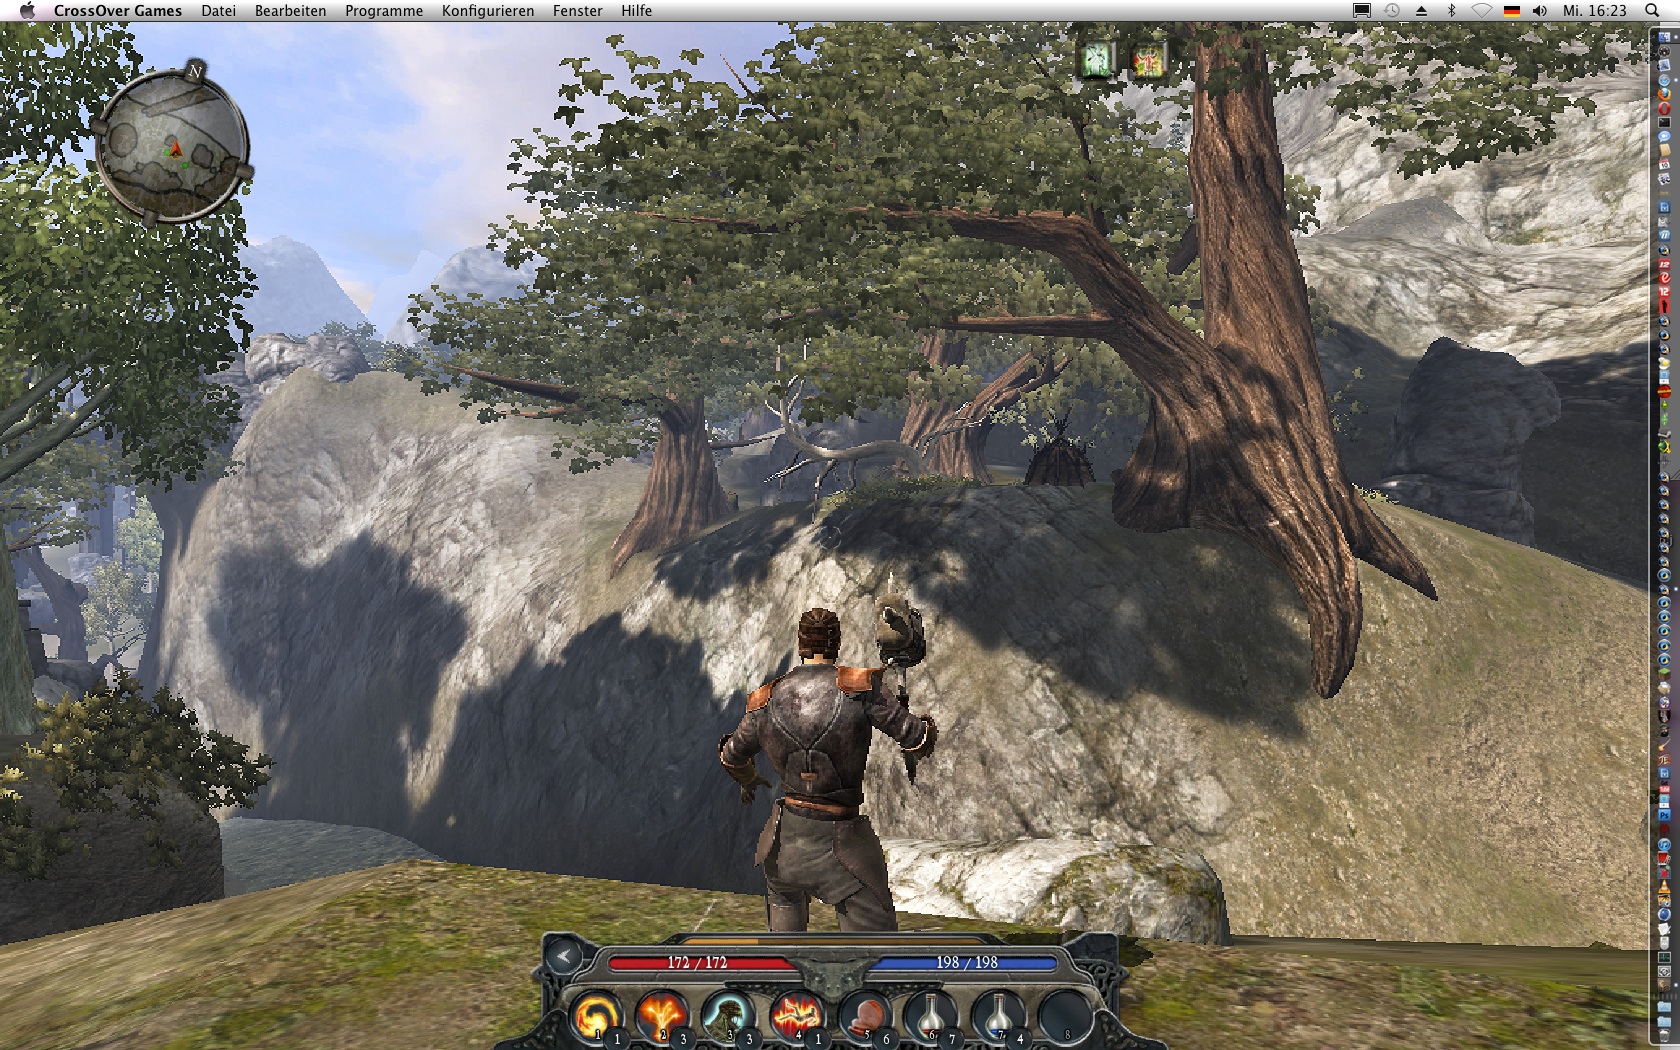 CrossOver Games Datei Bearbeiten Programme Konfigurieren Fenster Hilfe Mi. 16:23
N
172 / 172 198 / 198
1 2 3 4 5 6 7 8
1 3 3 1 6 7 4